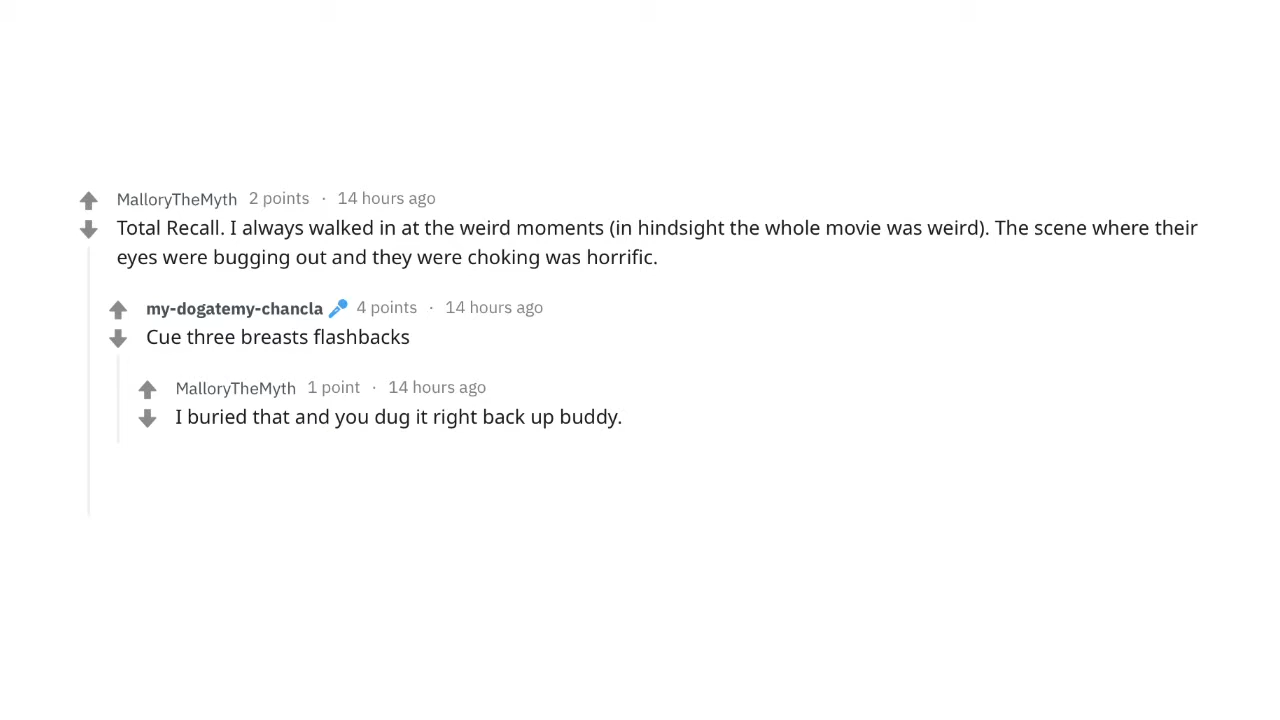 MalloryTheMyth 2 points · 14 hours ago
Total Recall. I always walked in at the weird moments (in hindsight the whole movie was weird). The scene where their
eyes were bugging out and they were choking was horrific.
my-dogatemy-chancla 4 points · 14 hours ago
Cue three breasts flashbacks
MalloryTheMyth 1 point · 14 hours ago
I buried that and you dug it right back up buddy.